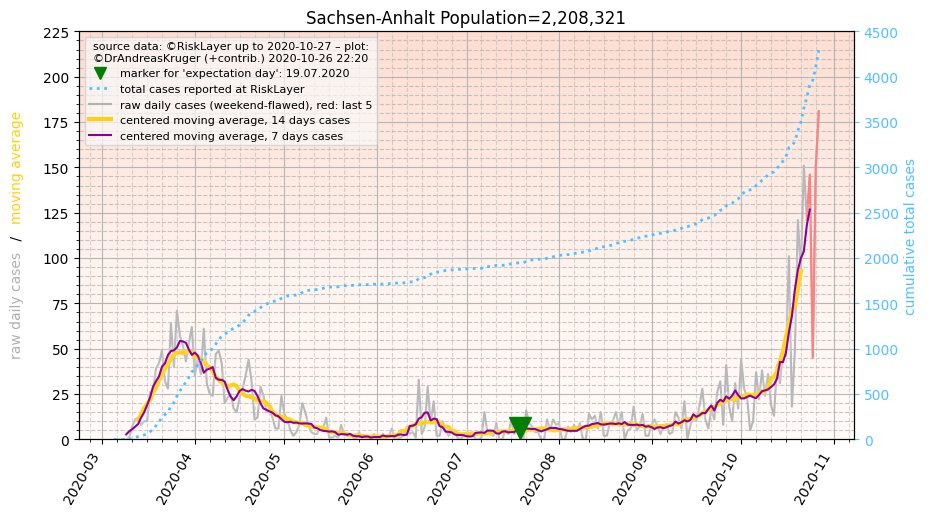 Sachsen-Anhalt Population=2,208,321
source data: ©RiskLayer up to 2020-10-27 – plot:
©DrAndreasKruger (+contrib.) 2020-10-26 22:20
marker for 'expectation day': 19.07.2020
total cases reported at RiskLayer
raw daily cases (weekend-flawed), red: last 5
centered moving average, 14 days cases
centered moving average, 7 days cases
raw daily cases / moving average
225
200
175
150
125
100
75
50
25
0
4500
4000
3500
3000
2500
2000
1500
1000
500
0
cumulative total cases
2020-03
2020-04
2020-05
2020-06
2020-07
2020-08
2020-09
2020-10
2020-11